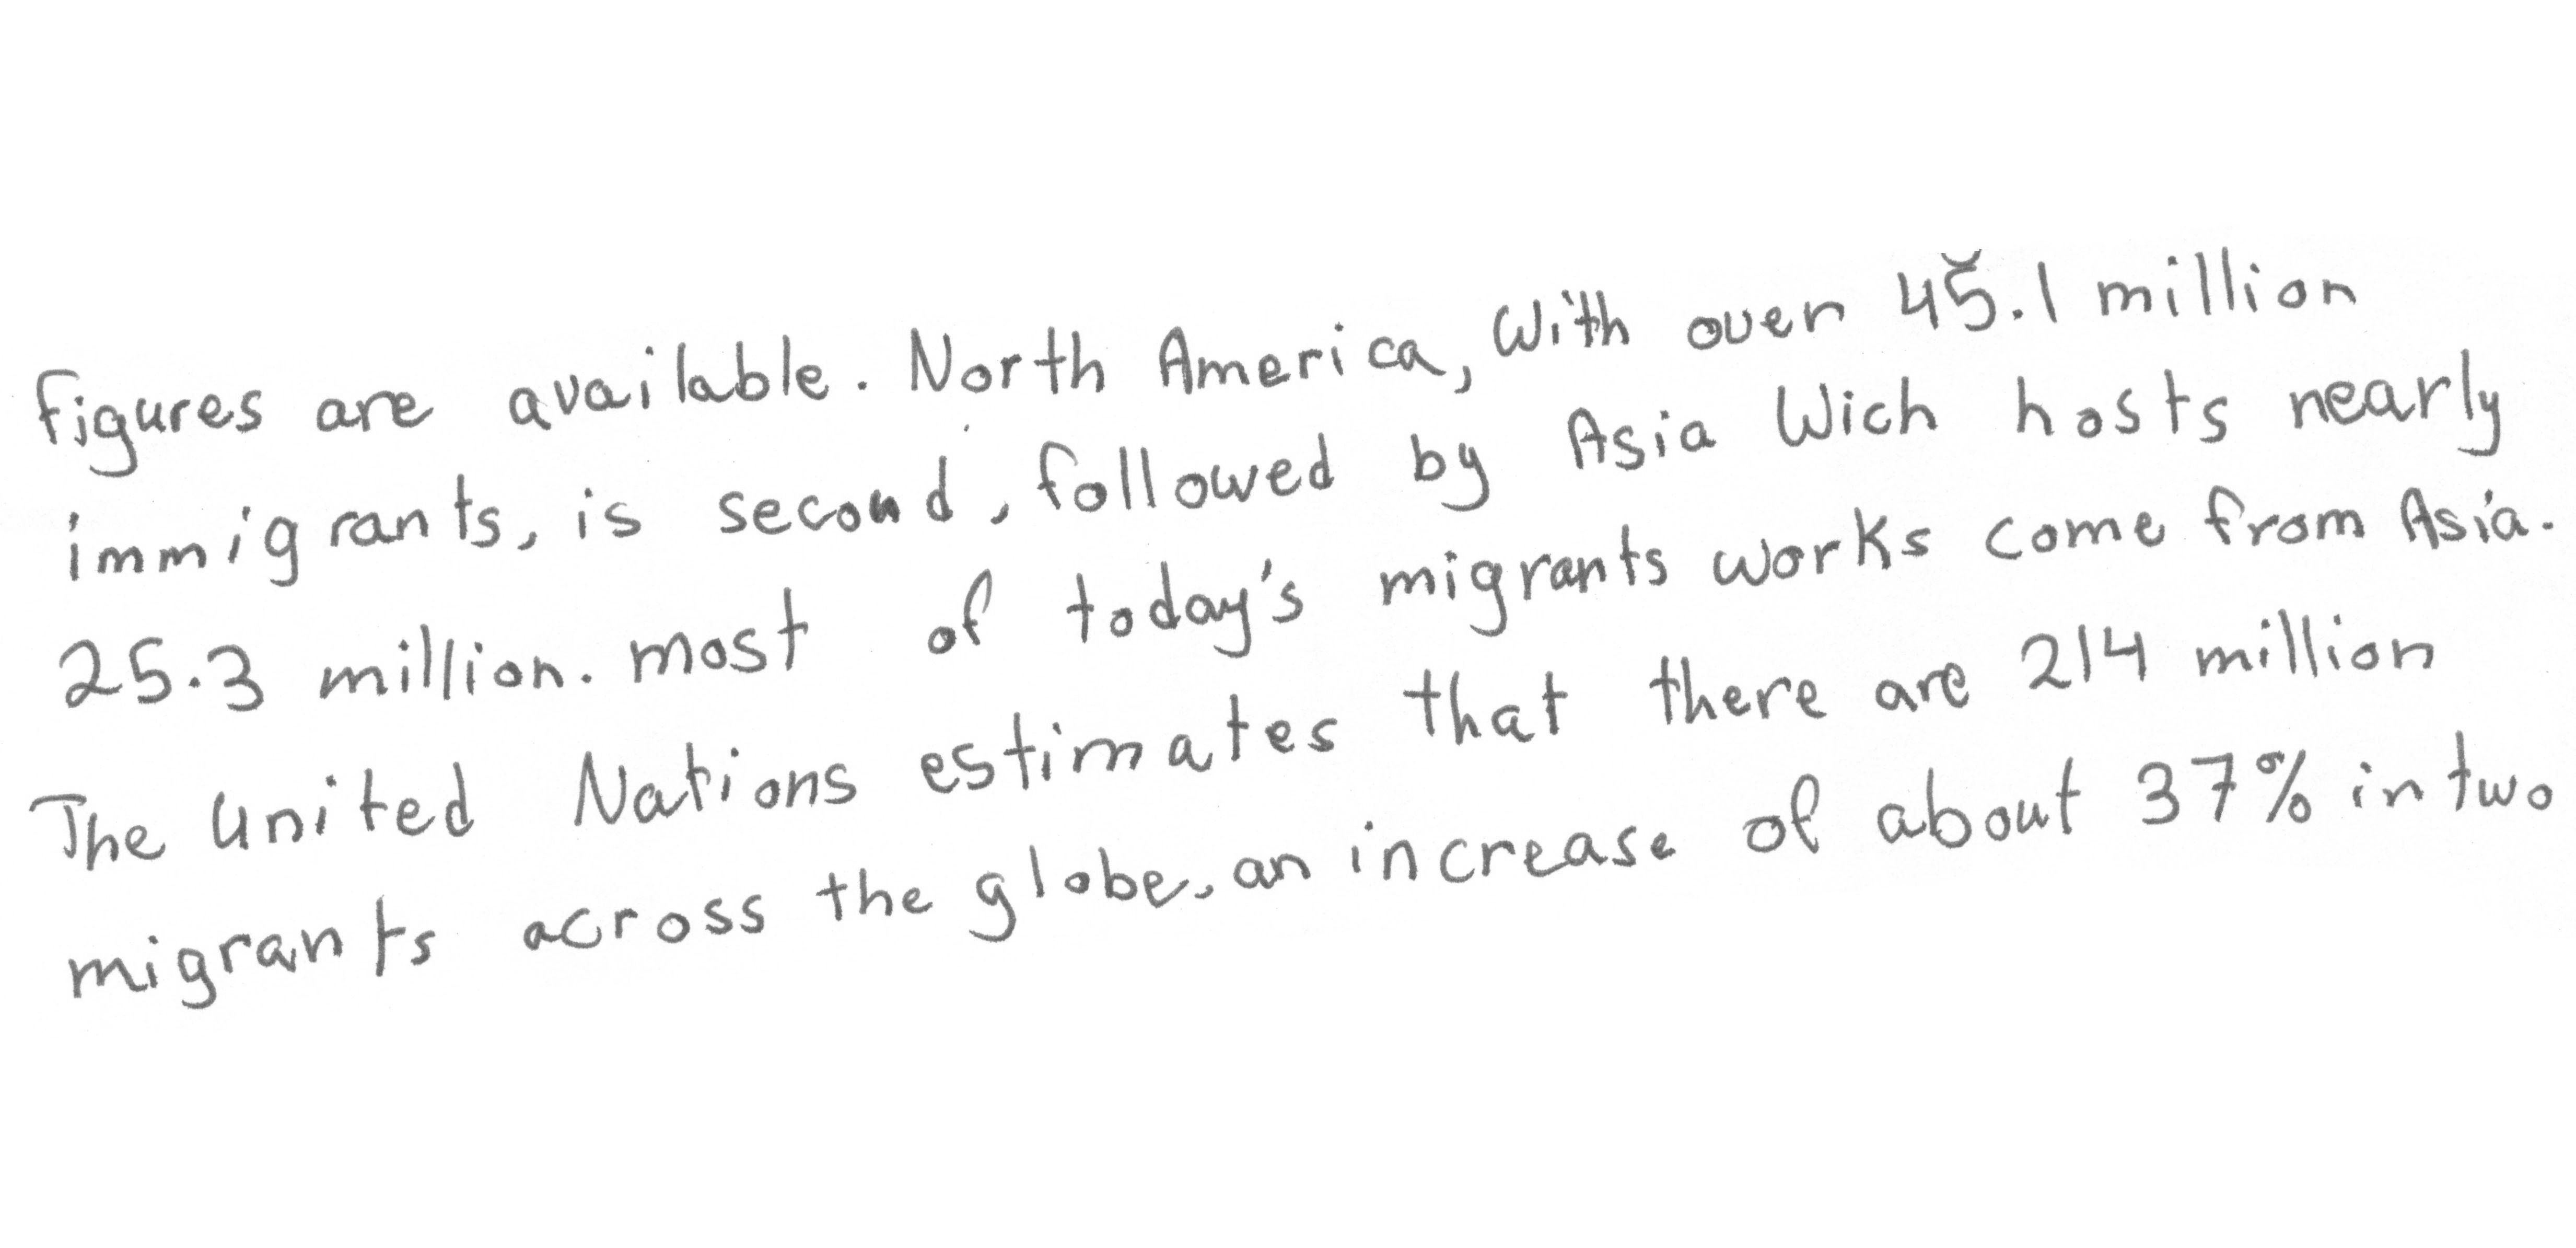 figures are available. North America, With over 45.1 million
immigrants, is second, followed by Asia Wich hosts nearly
25.3 million. most of today's migrants works come from Asia.
The United Nations estimates that there are 214 million
migrants across the globe, an increase of about 37% in two